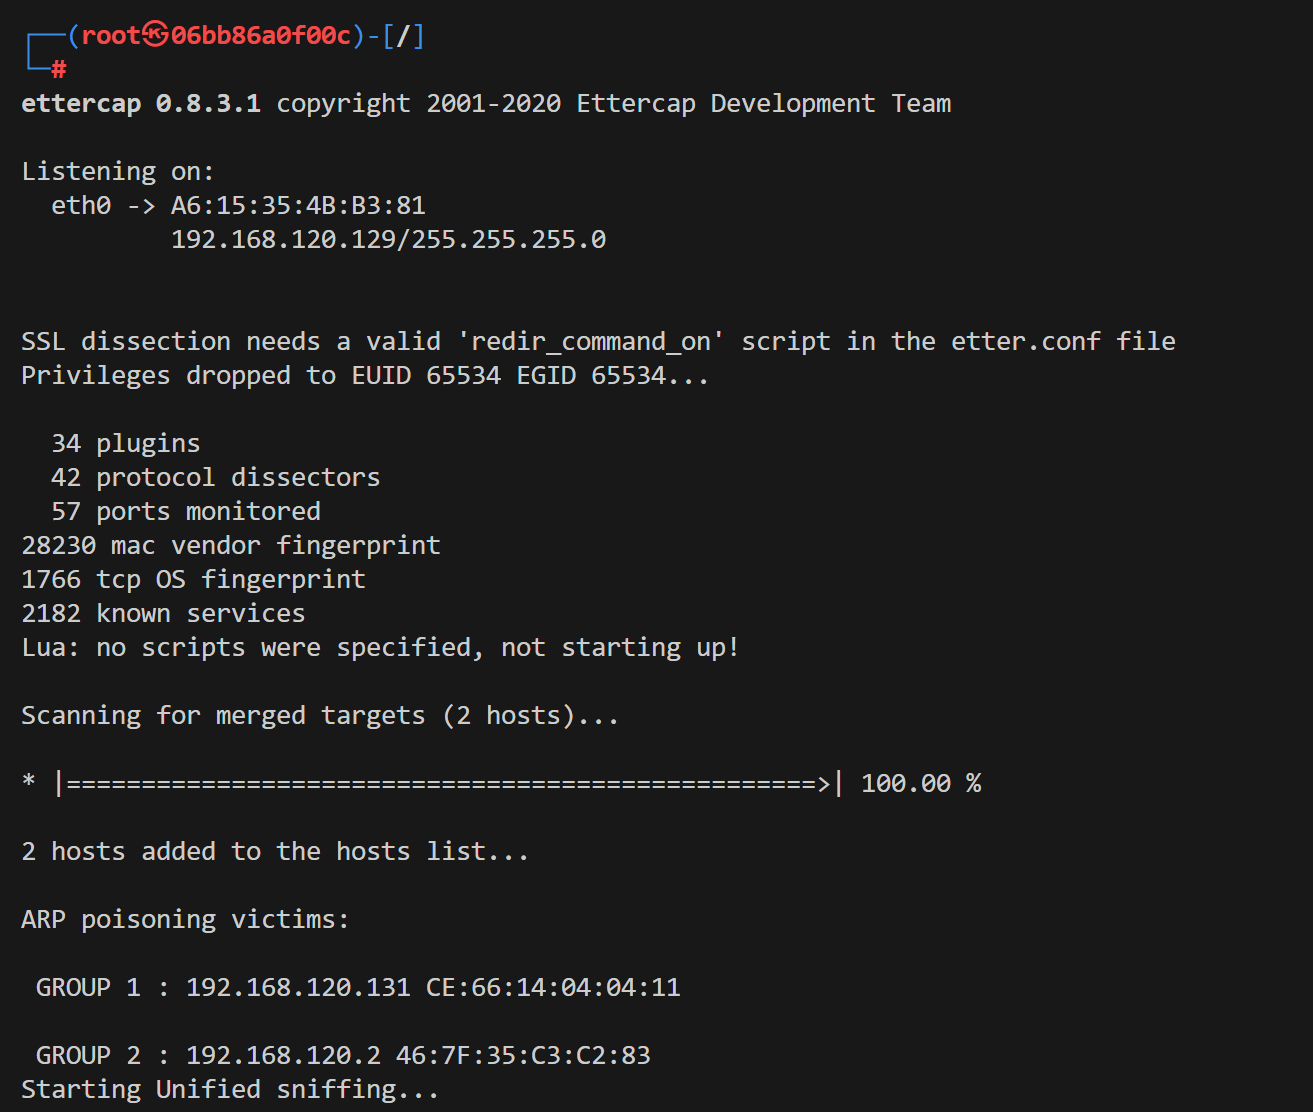 ┌──(root㉿06bb86a0f00c)-[/]
└─#
ettercap 0.8.3.1 copyright 2001-2020 Ettercap Development Team
Listening on:
  eth0 -> A6:15:35:4B:B3:81
          192.168.120.129/255.255.255.0
SSL dissection needs a valid 'redir_command_on' script in the etter.conf file
Privileges dropped to EUID 65534 EGID 65534...
  34 plugins
  42 protocol dissectors
  57 ports monitored
28230 mac vendor fingerprint
1766 tcp OS fingerprint
2182 known services
Lua: no scripts were specified, not starting up!
Scanning for merged targets (2 hosts)...
* |==================================================>| 100.00 %
2 hosts added to the hosts list...
ARP poisoning victims:
 GROUP 1 : 192.168.120.131 CE:66:14:04:04:11
 GROUP 2 : 192.168.120.2 46:7F:35:C3:C2:83
Starting Unified sniffing...